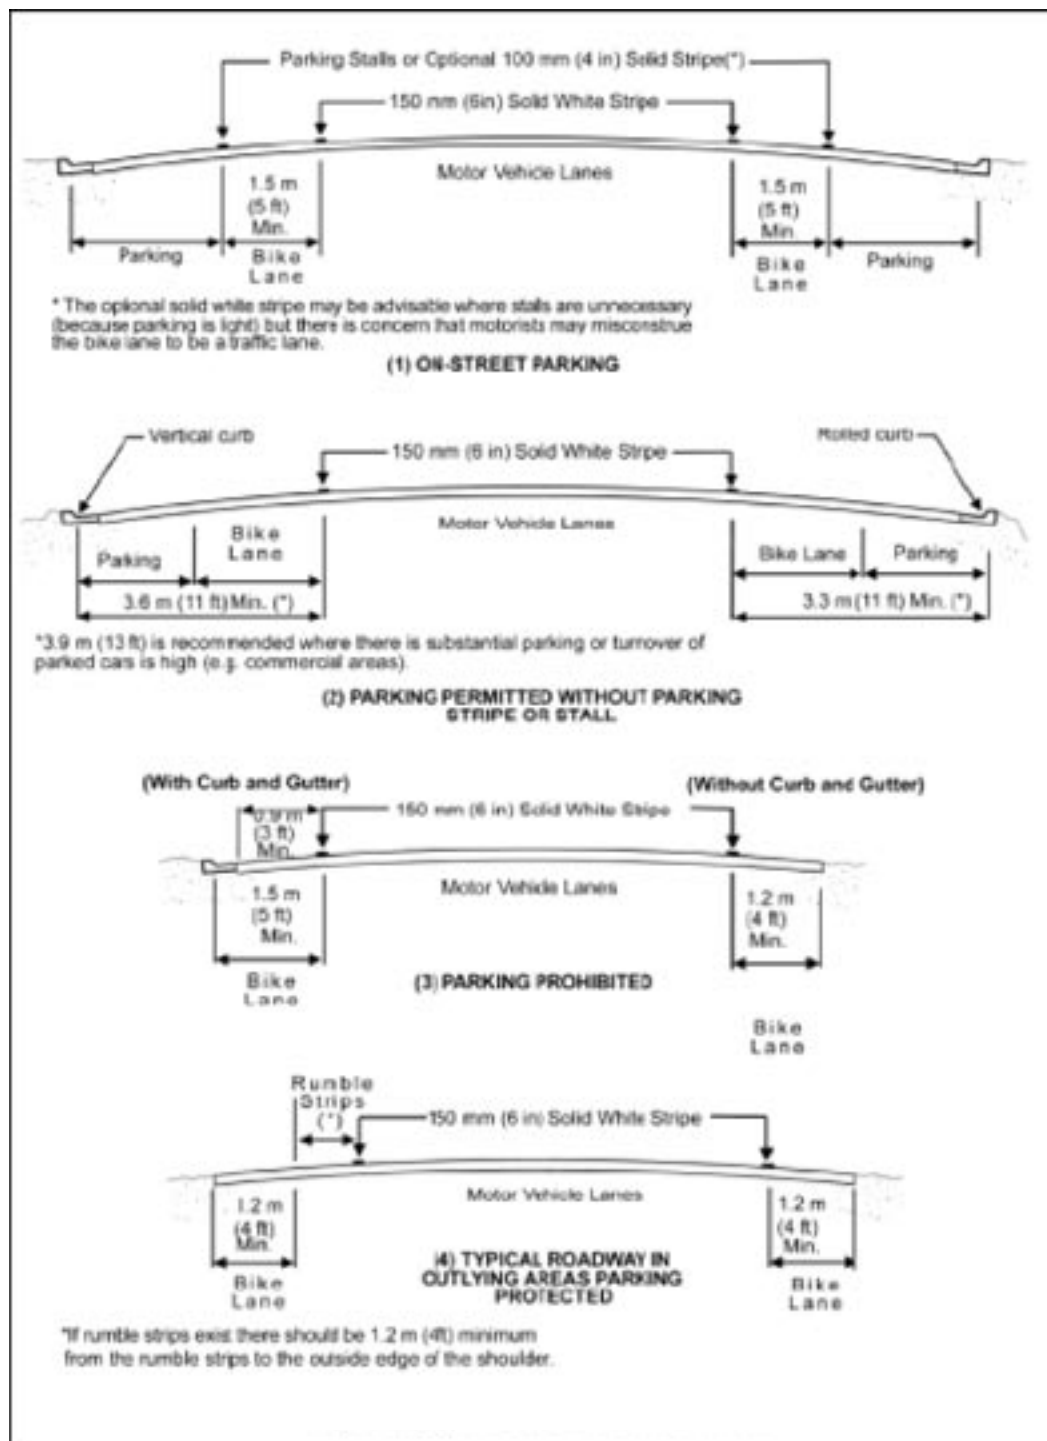 Parking Stalls or Optional 100 mm (4 in) Solid Stripe(*)
150 mm (6in) Solid White Stripe
Motor Vehicle Lanes
1.5 m
(5 ft)
Min.
1.5 m
(5 ft)
Min.
Parking
Bike
Lane
Bike
Lane
Parking
* The optional solid white stripe may be advisable where stalls are unnecessary
(because parking is light) but there is concern that motorists may misconstrue
the bike lane to be a traffic lane.
(1) ON-STREET PARKING
Vertical curb
Rolled curb
150 mm (6 in) Solid White Stripe
Motor Vehicle Lanes
Parking
Bike
Lane
Bike Lane
Parking
3.6 m (11 ft) Min. (*)
3.3 m (11 ft) Min. (*)
*3.9 m (13 ft) is recommended where there is substantial parking or turnover of
parked cars is high (e.g. commercial areas).
(2) PARKING PERMITTED WITHOUT PARKING
STRIPE OR STALL
(With Curb and Gutter)
(Without Curb and Gutter)
150 mm (6 in) Solid White Stripe
0.9 m
(3 ft)
Min.
Motor Vehicle Lanes
1.5 m
(5 ft)
Min.
1.2 m
(4 ft)
Min.
Bike
Lane
(3) PARKING PROHIBITED
Bike
Lane
Rumble
Strips
(*)
150 mm (6 in) Solid White Stripe
Motor Vehicle Lanes
1.2 m
(4 ft)
Min.
1.2 m
(4 ft)
Min.
Bike
Lane
(4) TYPICAL ROADWAY IN
OUTLYING AREAS PARKING
PROTECTED
Bike
Lane
*If rumble strips exist there should be 1.2 m (4ft) minimum
from the rumble strips to the outside edge of the shoulder.